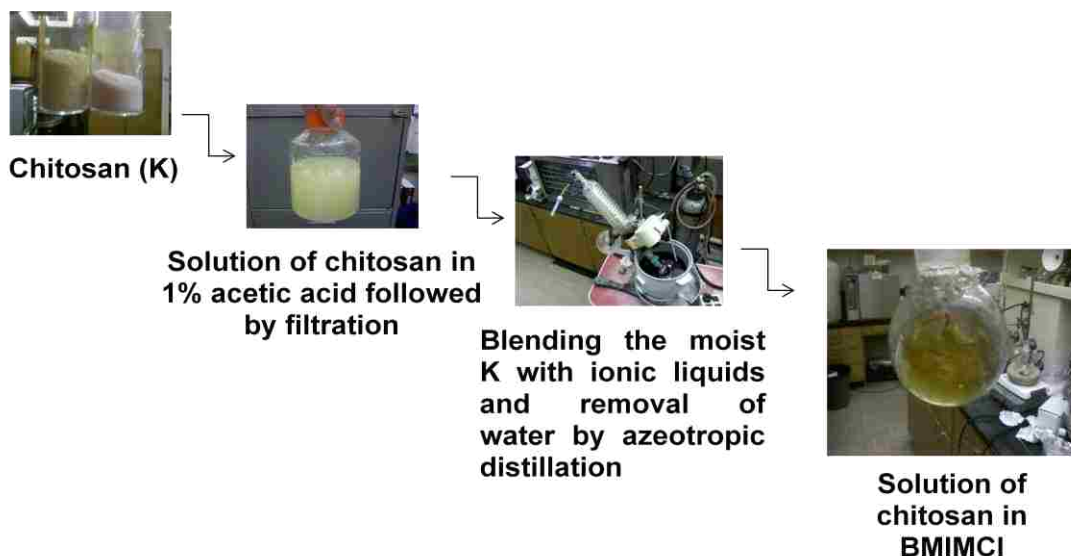 Chitosan (K)
Solution of chitosan in
1% acetic acid followed
by filtration
Blending the moist
K with ionic liquids
and removal of
water by azeotropic
distillation
Solution of
chitosan in
BMIMCl